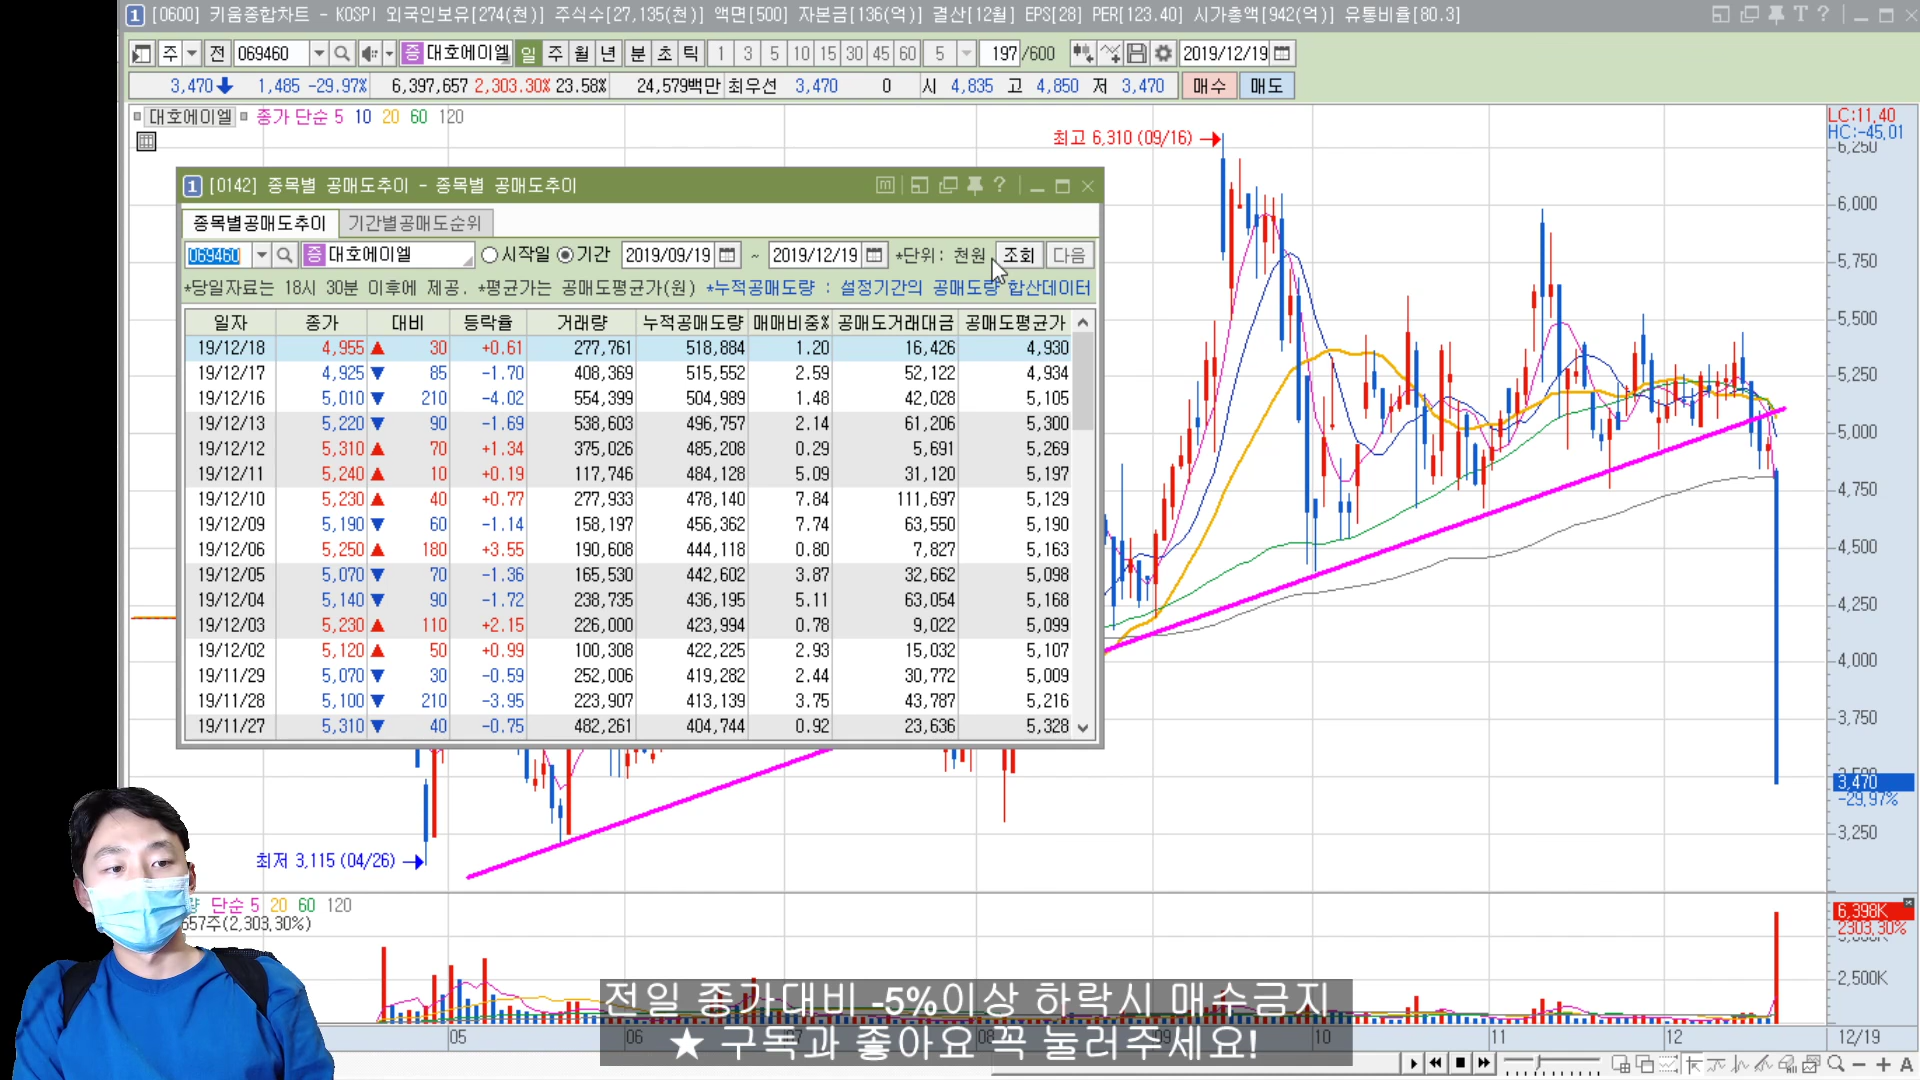 1 [0600] 키움종합차트 - KOSPI 외국인보유[274(천)] 주식수[27,135(천)] 액면[500] 자본금[136(억)] 결산[12월] EPS[28] PER[123.40] 시가총액[942(억)] 유통비율[80.3]
주 전 069460 증 대호에이엘 일 주 월 년 분 초 틱 1 3 5 10 15 30 45 60 5 197 /600 2019/12/19
3,470 1,485 -29.97% 6,397,657 2,303.30% 23.58% 24,579백만 최우선 3,470 0 시 4,835 고 4,850 저 3,470 매수 매도
대호에이엘 종가 단순 5 10 20 60 120
LC:11.40
HC:-45.01
최고 6,310 (09/16)
1 [0142] 종목별 공매도추이 - 종목별 공매도추이
종목별공매도추이 기간별공매도순위
069460 증 대호에이엘 시작일 기간 2019/09/19 ~ 2019/12/19 *단위: 천원 조회 다음
*당일자료는 18시 30분 이후에 제공. *평균가는 공매도평균가(원) *누적공매도량 : 설정기간의 공매도량 합산데이터
일자 종가 대비 등락율 거래량 누적공매도량 매매비중% 공매도거래대금 공매도평균가
19/12/18 4,955 ▲ 30 +0.61 277,761 518,884 1.20 16,426 4,930
19/12/17 4,925 ▼ 85 -1.70 408,369 515,552 2.59 52,122 4,934
19/12/16 5,010 ▼ 210 -4.02 554,399 504,989 1.48 42,028 5,105
19/12/13 5,220 ▼ 90 -1.69 538,603 496,757 2.14 61,206 5,300
19/12/12 5,310 ▲ 70 +1.34 375,026 485,208 0.29 5,691 5,269
19/12/11 5,240 ▲ 10 +0.19 117,746 484,128 5.09 31,120 5,197
19/12/10 5,230 ▲ 40 +0.77 277,933 478,140 7.84 111,697 5,129
19/12/09 5,190 ▼ 60 -1.14 158,197 456,362 7.74 63,550 5,190
19/12/06 5,250 ▲ 180 +3.55 190,608 444,118 0.80 7,827 5,163
19/12/05 5,070 ▼ 70 -1.36 165,530 442,602 3.87 32,662 5,098
19/12/04 5,140 ▼ 90 -1.72 238,735 436,195 5.11 63,054 5,168
19/12/03 5,230 ▲ 110 +2.15 226,000 423,994 0.78 9,022 5,099
19/12/02 5,120 ▲ 50 +0.99 100,308 422,225 2.93 15,032 5,107
19/11/29 5,070 ▼ 30 -0.59 252,006 419,282 2.44 30,772 5,009
19/11/28 5,100 ▼ 210 -3.95 223,907 413,139 3.75 43,787 5,216
19/11/27 5,310 ▼ 40 -0.75 482,261 404,744 0.92 23,636 5,328
6,250
6,000
5,750
5,500
5,250
5,000
4,750
4,500
4,250
4,000
3,750
3,470
-29.97%
3,250
최저 3,115 (04/26)
량 단순 5 20 60 120
657주(2,303.30%)
6,398K
2303.30%
2,500K
전일 종가대비 -5%이상 하락시 매수금지
★ 구독과 좋아요 꼭 눌러주세요!
05 06 07 08 09 10 11 12 12/19